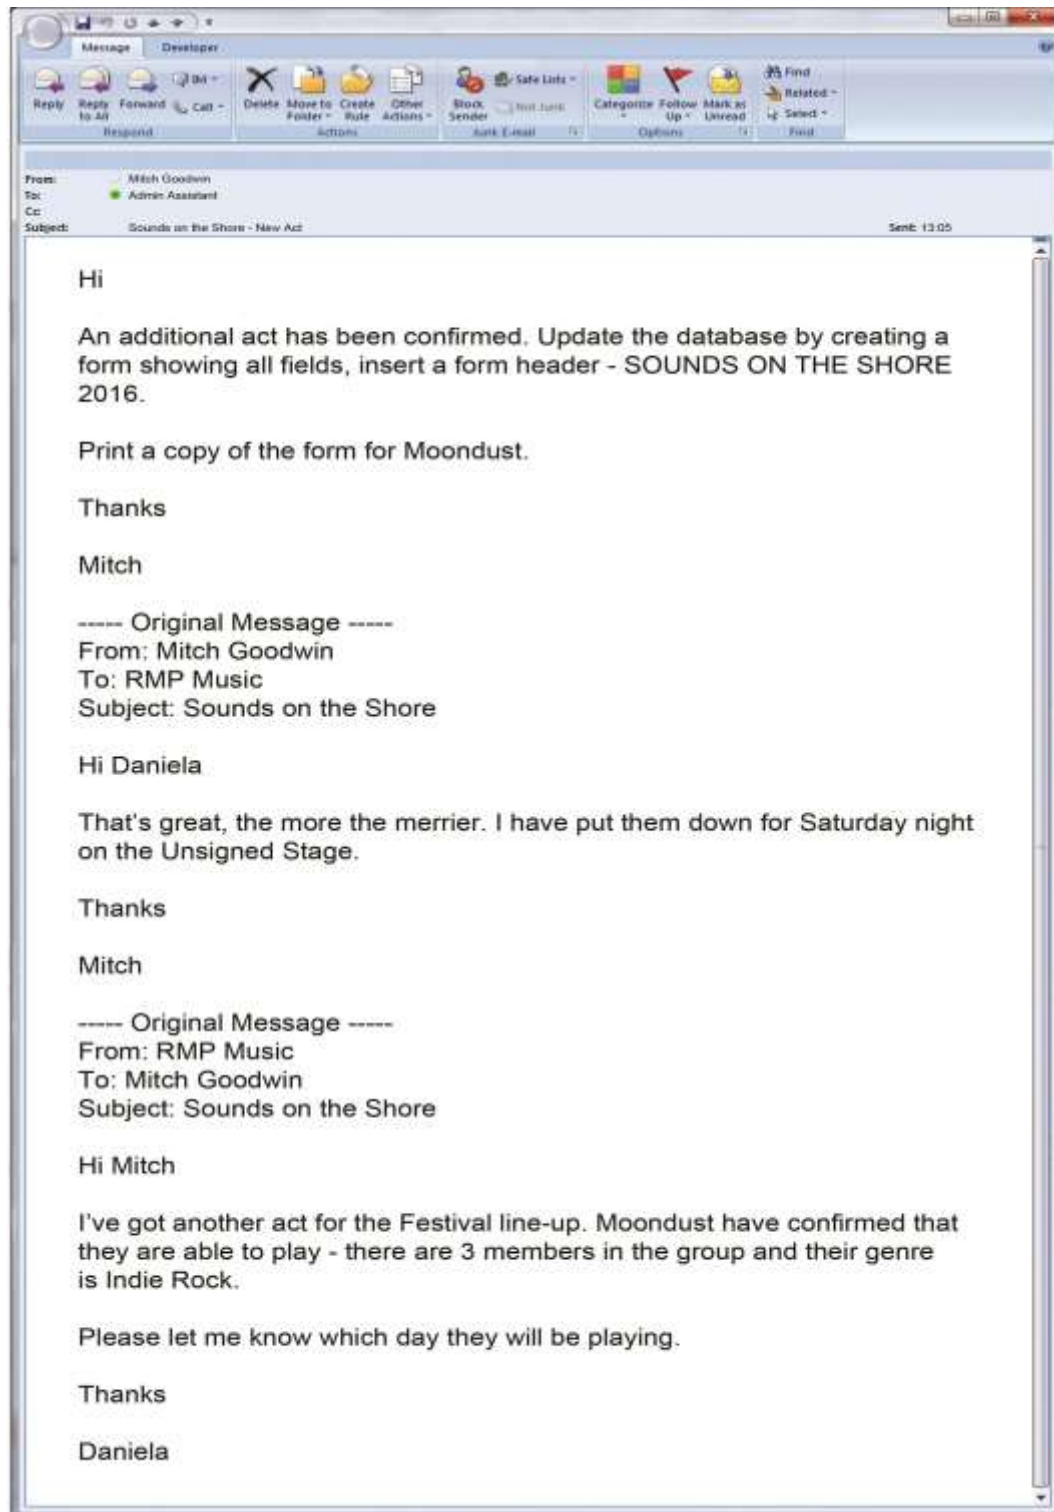 Message Developer
Reply
Reply to All
Forward
IM
Call
Respond
Delete
Move to Folder
Create Rule
Other Actions
Actions
Block Sender
Safe Lists
Not Junk
Junk E-mail
Categorize
Follow Up
Mark as Unread
Options
Find
Related
Select
Find
From: Mitch Goodwin
To: Admin Assistant
Cc:
Subject: Sounds on the Shore - New Act Sent: 13:05
Hi
An additional act has been confirmed. Update the database by creating a
form showing all fields, insert a form header - SOUNDS ON THE SHORE
2016.
Print a copy of the form for Moondust.
Thanks
Mitch
----- Original Message -----
From: Mitch Goodwin
To: RMP Music
Subject: Sounds on the Shore
Hi Daniela
That's great, the more the merrier. I have put them down for Saturday night
on the Unsigned Stage.
Thanks
Mitch
----- Original Message -----
From: RMP Music
To: Mitch Goodwin
Subject: Sounds on the Shore
Hi Mitch
I've got another act for the Festival line-up. Moondust have confirmed that
they are able to play - there are 3 members in the group and their genre
is Indie Rock.
Please let me know which day they will be playing.
Thanks
Daniela